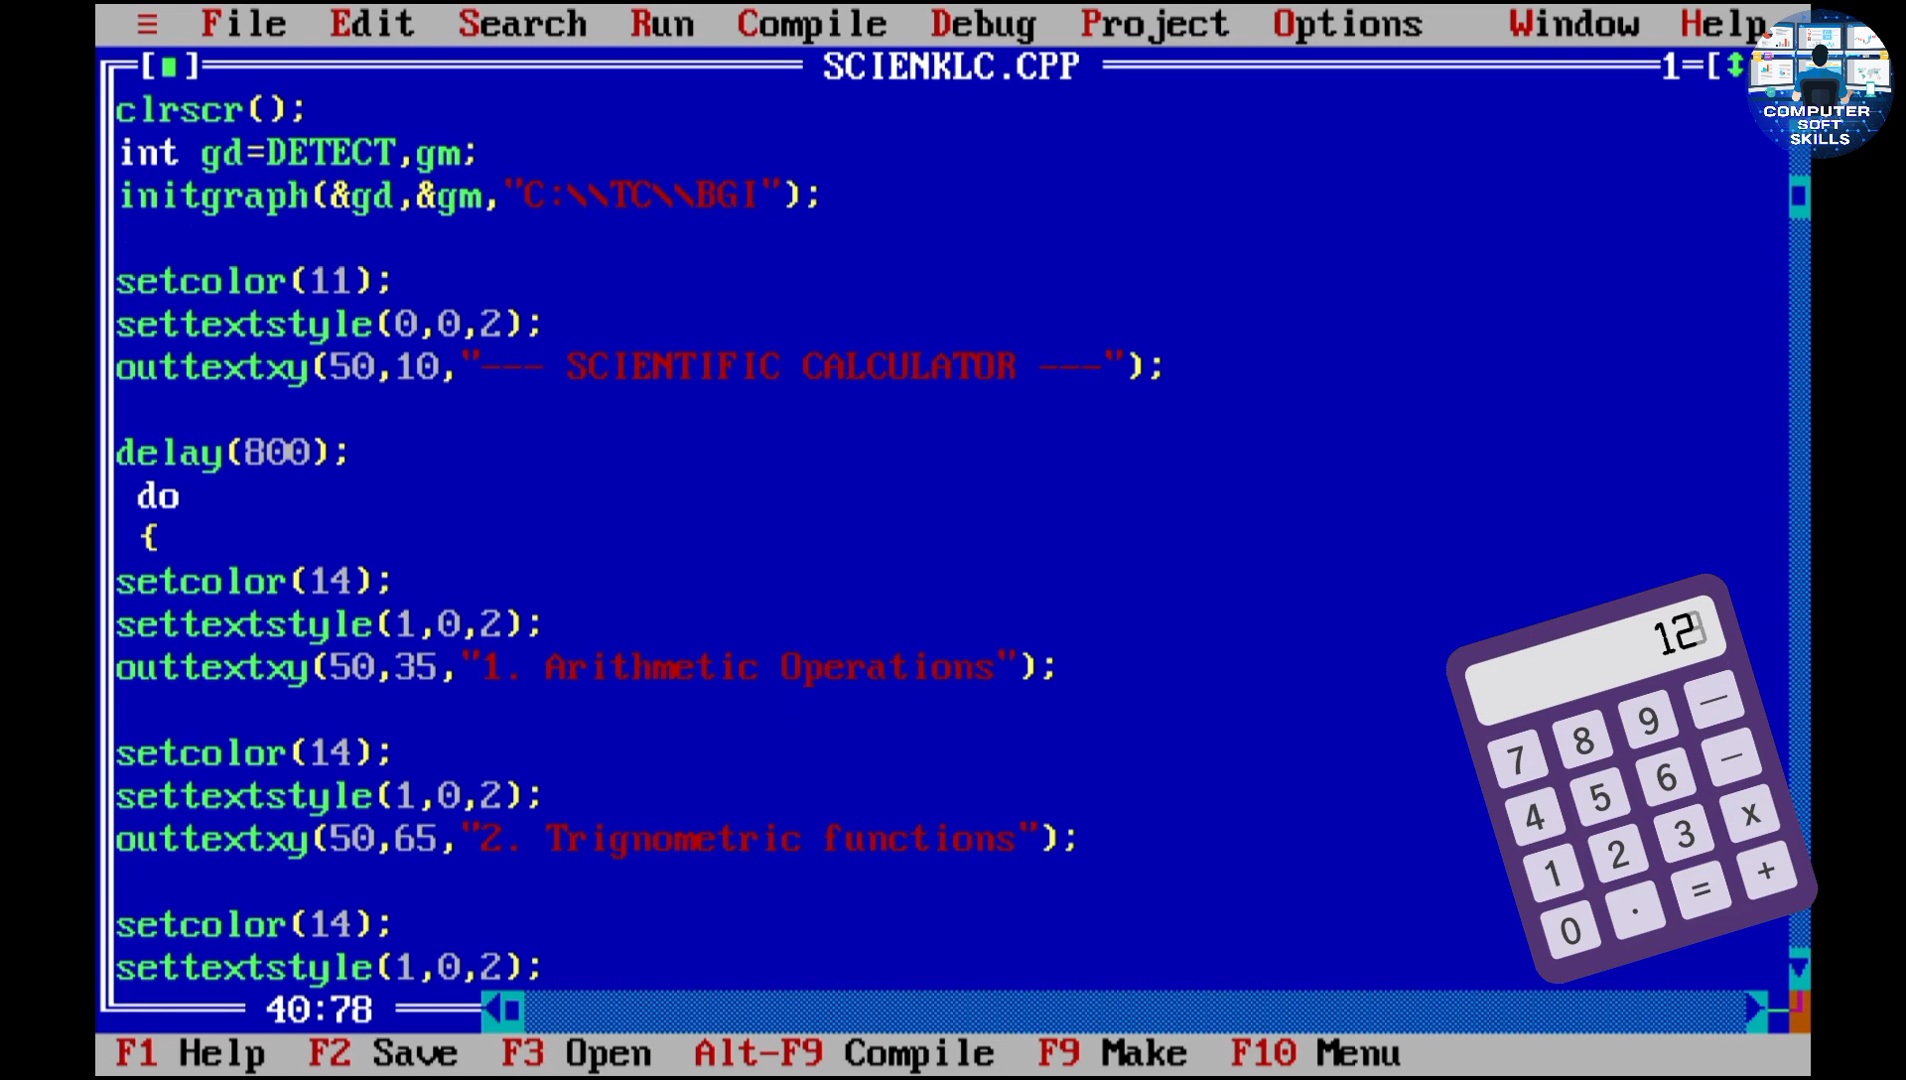 ≡ File Edit Search Run Compile Debug Project Options Window Help
[■] SCIENKLC.CPP 1=[↕
COMPUTER
SOFT
SKILLS
clrscr();
int gd=DETECT,gm;
initgraph(&gd,&gm,"C:\\TC\\BGI");
setcolor(11);
settextstyle(0,0,2);
outtextxy(50,10,"--- SCIENTIFIC CALCULATOR ---");
delay(800);
do
{
setcolor(14);
settextstyle(1,0,2);
outtextxy(50,35,"1. Arithmetic Operations");
setcolor(14);
settextstyle(1,0,2);
outtextxy(50,65,"2. Trignometric functions");
setcolor(14);
settextstyle(1,0,2);
12
7 8 9 —
4 5 6 —
1 2 3 x
0 . = +
40:78
F1 Help F2 Save F3 Open Alt-F9 Compile F9 Make F10 Menu